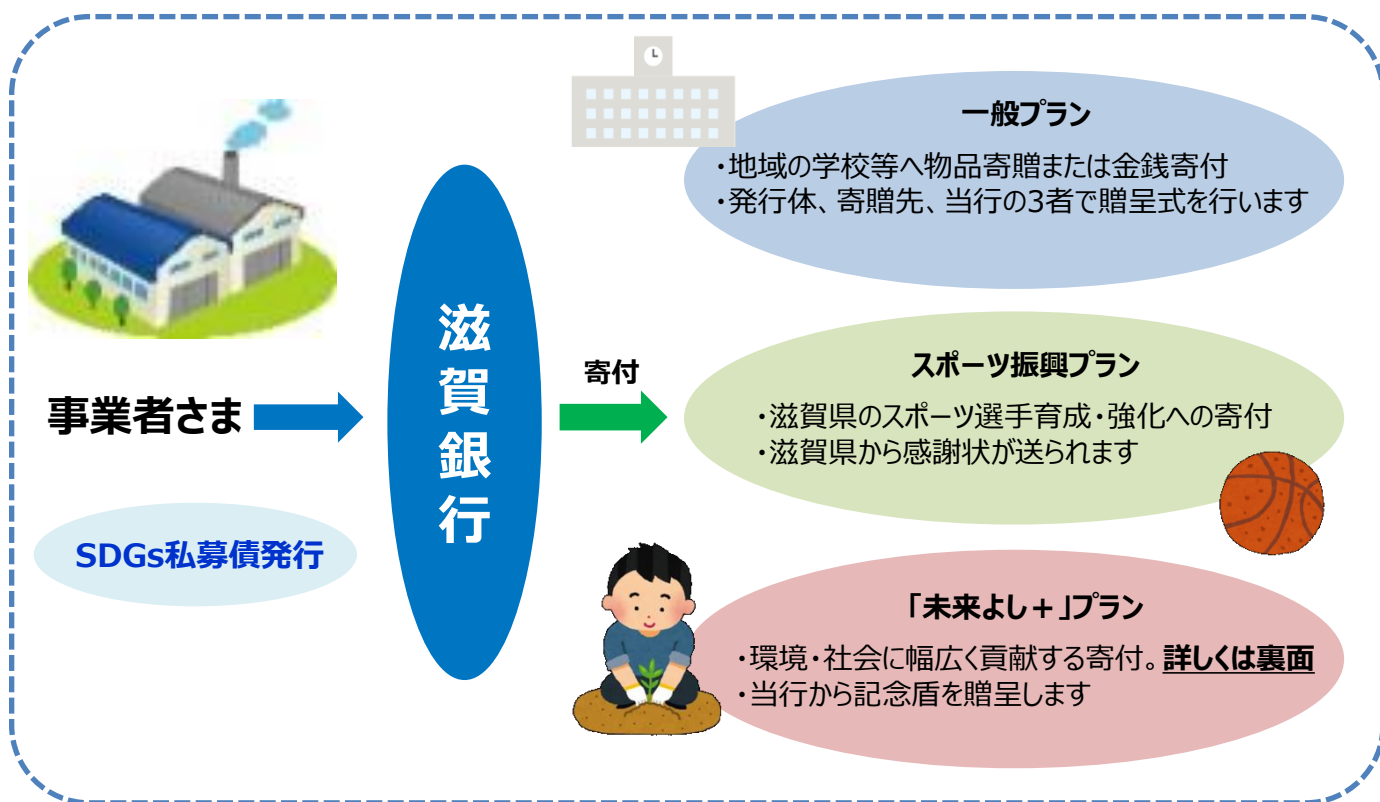 事業者さま
SDGs私募債発行
滋賀銀行
寄付
一般プラン
・地域の学校等へ物品寄贈または金銭寄付
・発行体、寄贈先、当行の3者で贈呈式を行います
スポーツ振興プラン
・滋賀県のスポーツ選手育成・強化への寄付
・滋賀県から感謝状が送られます
「未来よし+」プラン
・環境・社会に幅広く貢献する寄付。詳しくは裏面
・当行から記念盾を贈呈します